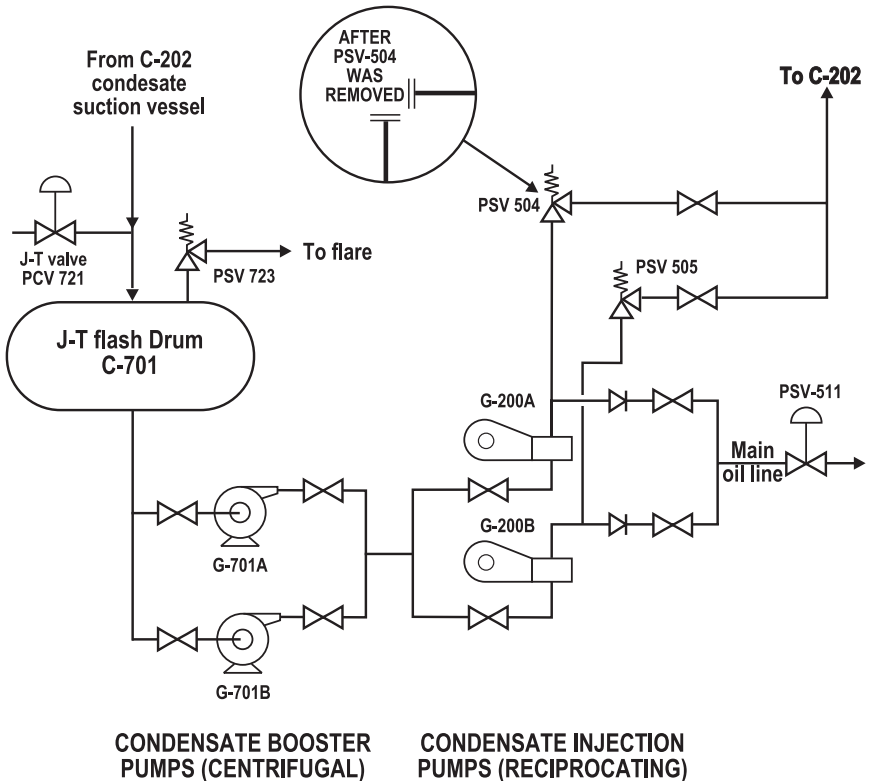 From C-202
condesate
suction vessel
AFTER
PSV-504
WAS
REMOVED
To C-202
PSV 504
J-T valve
PCV 721
PSV 723
To flare
PSV 505
J-T flash Drum
C-701
G-200A
PSV-511
Main
oil line
G-701A
G-200B
G-701B
CONDENSATE BOOSTER
PUMPS (CENTRIFUGAL)
CONDENSATE INJECTION
PUMPS (RECIPROCATING)